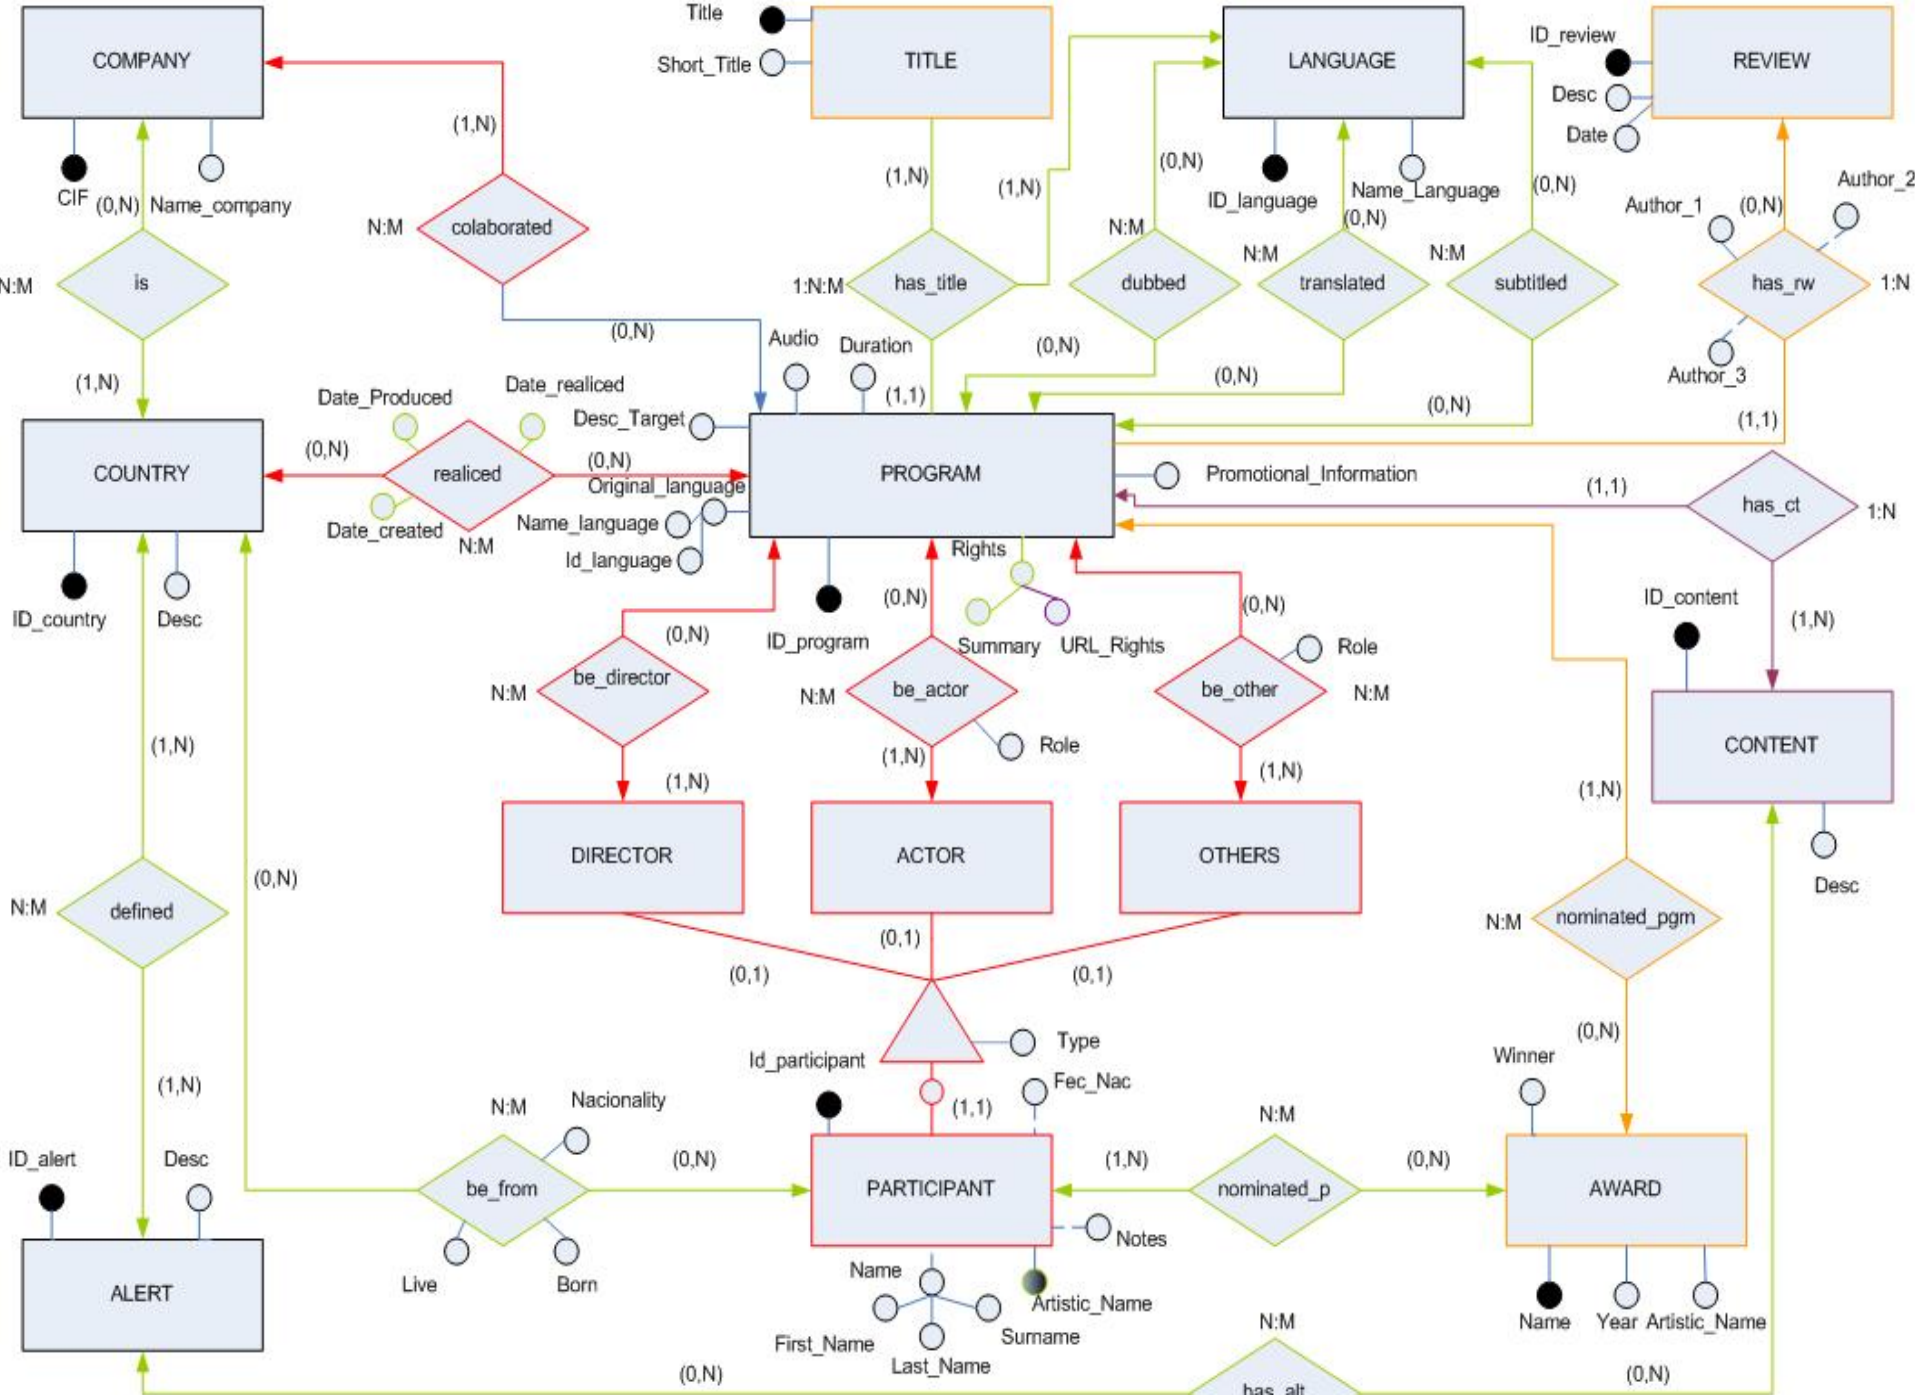 Title
COMPANY
TITLE
LANGUAGE
ID_review
REVIEW
Short_Title
Desc
Date
(1,N)
CIF
(0,N)
Name_company
(1,N)
(1,N)
(0,N)
ID_language
Name_Language
(0,N)
(0,N)
Author_1
(0,N)
Author_2
N:M
colaborated
N:M
N:M
N:M
N:M
is
1:N:M
has_title
dubbed
translated
subtitled
has_rw
1:N
(0,N)
Audio
Duration
(0,N)
(0,N)
Author_3
(1,N)
Date_Produced
Date_realiced
Desc_Target
(1,1)
(0,N)
(1,1)
COUNTRY
(0,N)
realiced
(0,N)
PROGRAM
Promotional_Information
Original_language
(1,1)
has_ct
1:N
Date_created
N:M
Name_language
Id_language
Rights
ID_country
Desc
(0,N)
ID_program
(0,N)
Summary
URL_Rights
(0,N)
Role
ID_content
(1,N)
N:M
be_director
N:M
be_actor
be_other
N:M
Role
(1,N)
(1,N)
(1,N)
(1,N)
CONTENT
(1,N)
DIRECTOR
ACTOR
OTHERS
Desc
(0,N)
N:M
defined
N:M
nominated_pgm
(0,1)
(0,1)
(0,1)
(0,N)
Type
Id_participant
Winner
(1,N)
N:M
Nacionality
Fec_Nac
(1,1)
N:M
ID_alert
Desc
(0,N)
(1,N)
(0,N)
be_from
PARTICIPANT
nominated_p
AWARD
Notes
Live
Born
Name
Artistic_Name
ALERT
First_Name
Surname
Last_Name
N:M
Name
Year
Artistic_Name
(0,N)
has_alt
(0,N)